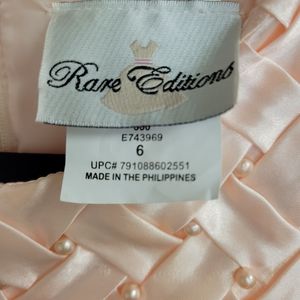 Rare Editions
E743969
6
UPC# 791088602551
MADE IN THE PHILIPPINES